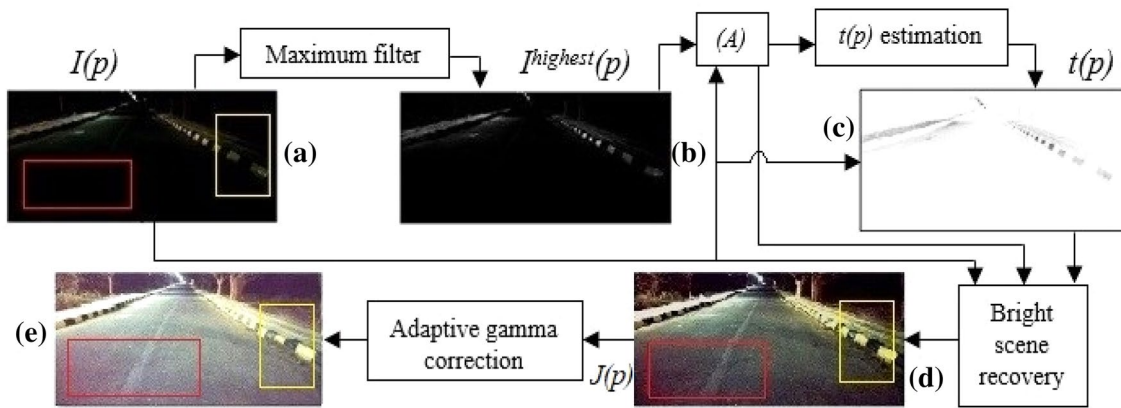 I(p)
Maximum filter
I^highest(p)
(A)
t(p) estimation
t(p)
(a)
(b)
(c)
(e)
Adaptive gamma
correction
J(p)
(d)
Bright
scene
recovery